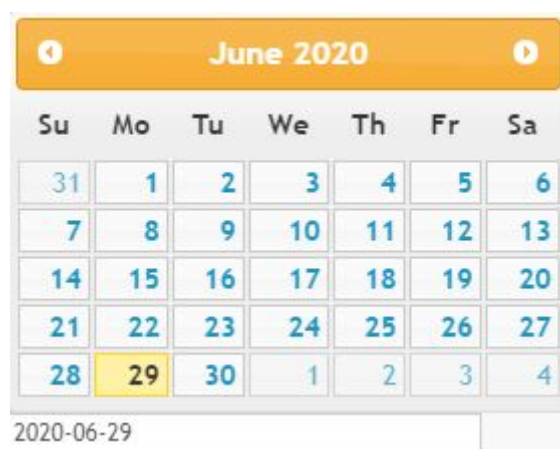 June 2020
Su Mo Tu We Th Fr Sa
31 1 2 3 4 5 6
7 8 9 10 11 12 13
14 15 16 17 18 19 20
21 22 23 24 25 26 27
28 29 30 1 2 3 4
2020-06-29